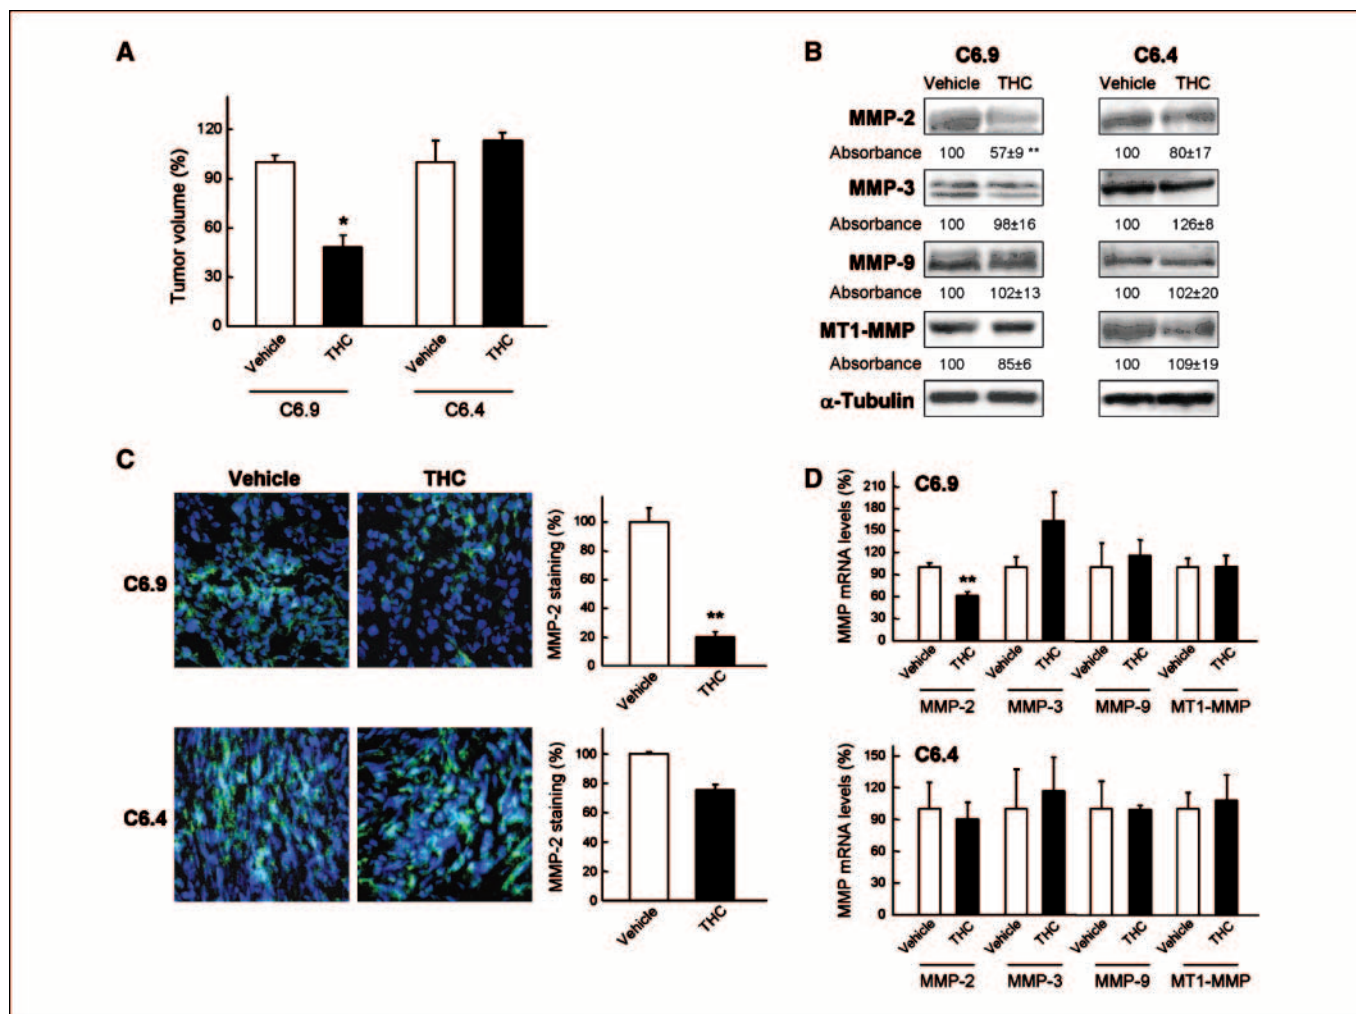 A
Tumor volume (%)
120
90
60
30
0
*
Vehicle
THC
Vehicle
THC
C6.9
C6.4
B
C6.9
C6.4
Vehicle THC
Vehicle THC
MMP-2
Absorbance 100 57±9 ** 100 80±17
MMP-3
Absorbance 100 98±16 100 126±8
MMP-9
Absorbance 100 102±13 100 102±20
MT1-MMP
Absorbance 100 85±6 100 109±19
α-Tubulin
C
Vehicle
THC
C6.9
MMP-2 staining (%)
100
80
60
40
20
0
**
Vehicle
THC
C6.4
MMP-2 staining (%)
100
80
60
40
20
0
Vehicle
THC
D
C6.9
MMP mRNA levels (%)
210
180
150
120
90
60
30
0
**
Vehicle THC Vehicle THC Vehicle THC Vehicle THC
MMP-2 MMP-3 MMP-9 MT1-MMP
C6.4
MMP mRNA levels (%)
150
120
90
60
30
0
Vehicle THC Vehicle THC Vehicle THC Vehicle THC
MMP-2 MMP-3 MMP-9 MT1-MMP